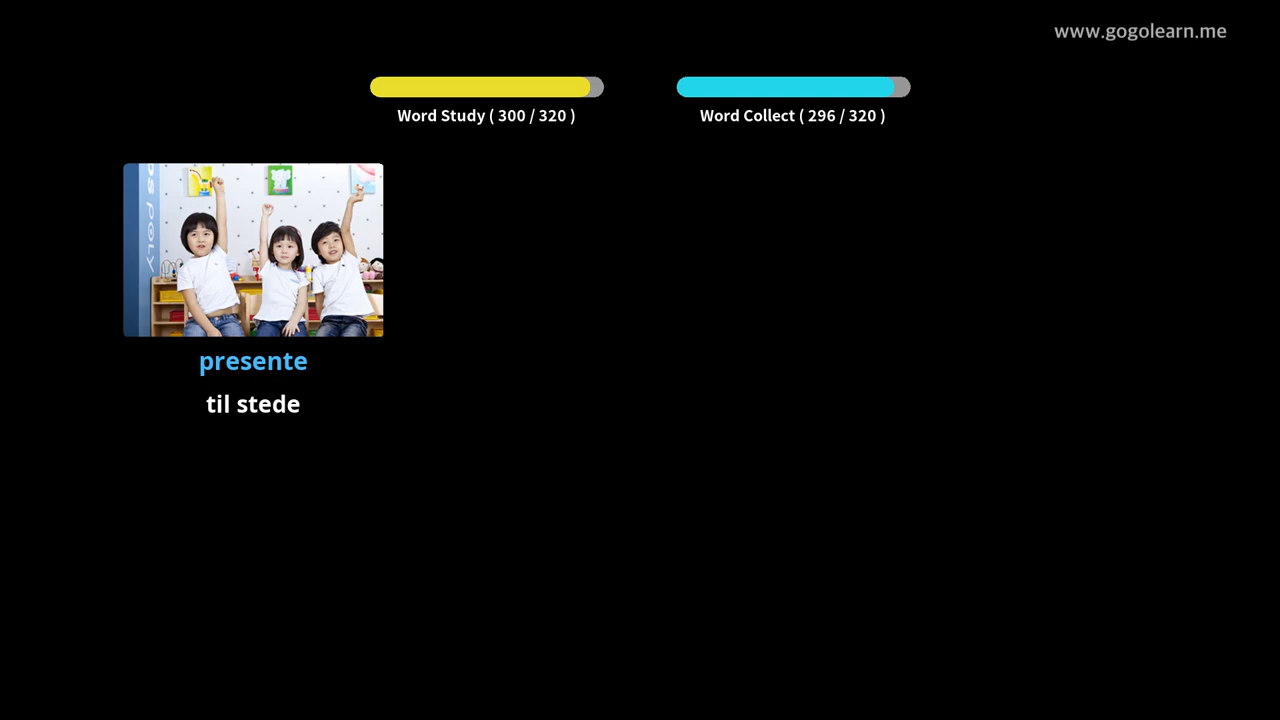 www.gogolearn.me
Word Study ( 300 / 320 )
Word Collect ( 296 / 320 )
presente
til stede